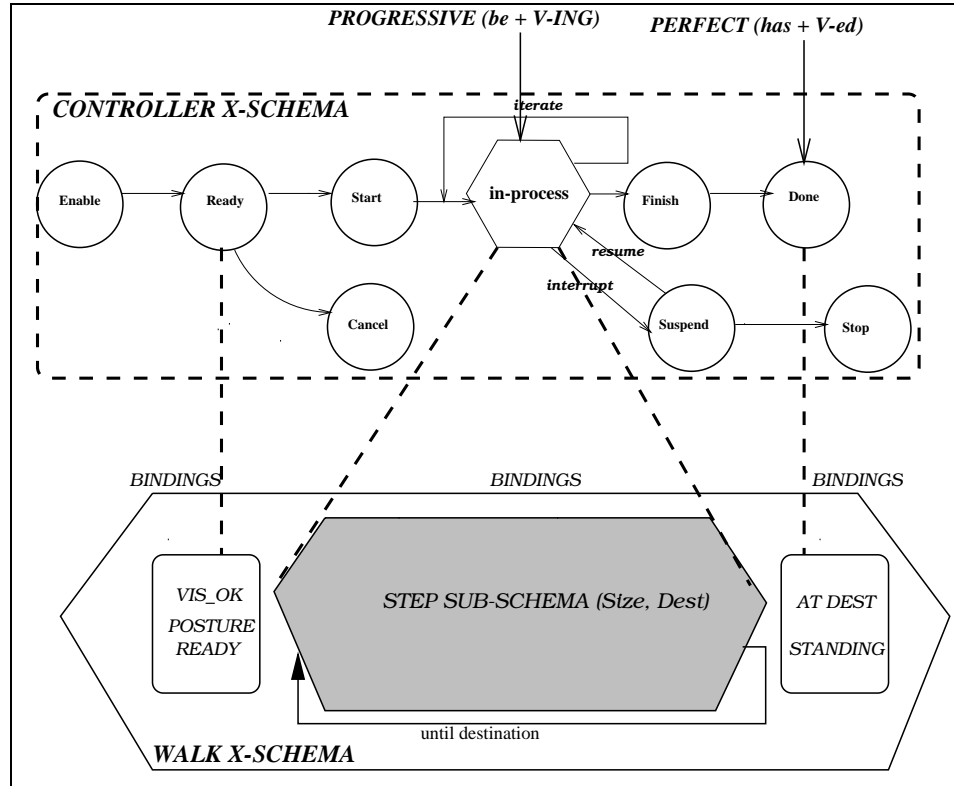 PROGRESSIVE (be + V-ING)
PERFECT (has + V-ed)
CONTROLLER X-SCHEMA
iterate
Enable
Ready
Start
in-process
Finish
Done
resume
interrupt
Cancel
Suspend
Stop
BINDINGS
BINDINGS
BINDINGS
VIS_OK
POSTURE
READY
STEP SUB-SCHEMA (Size, Dest)
AT DEST
STANDING
until destination
WALK X-SCHEMA